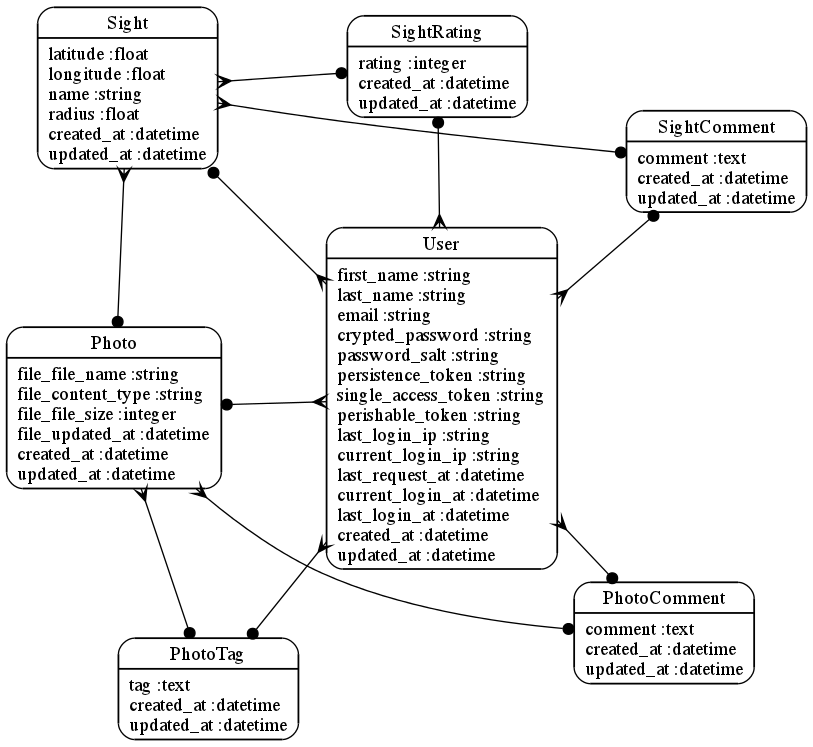 Sight
latitude :float
longitude :float
name :string
radius :float
created_at :datetime
updated_at :datetime
SightRating
rating :integer
created_at :datetime
updated_at :datetime
SightComment
comment :text
created_at :datetime
updated_at :datetime
User
first_name :string
last_name :string
email :string
crypted_password :string
password_salt :string
persistence_token :string
single_access_token :string
perishable_token :string
last_login_ip :string
current_login_ip :string
last_request_at :datetime
current_login_at :datetime
last_login_at :datetime
created_at :datetime
updated_at :datetime
Photo
file_file_name :string
file_content_type :string
file_file_size :integer
file_updated_at :datetime
created_at :datetime
updated_at :datetime
PhotoComment
comment :text
created_at :datetime
updated_at :datetime
PhotoTag
tag :text
created_at :datetime
updated_at :datetime